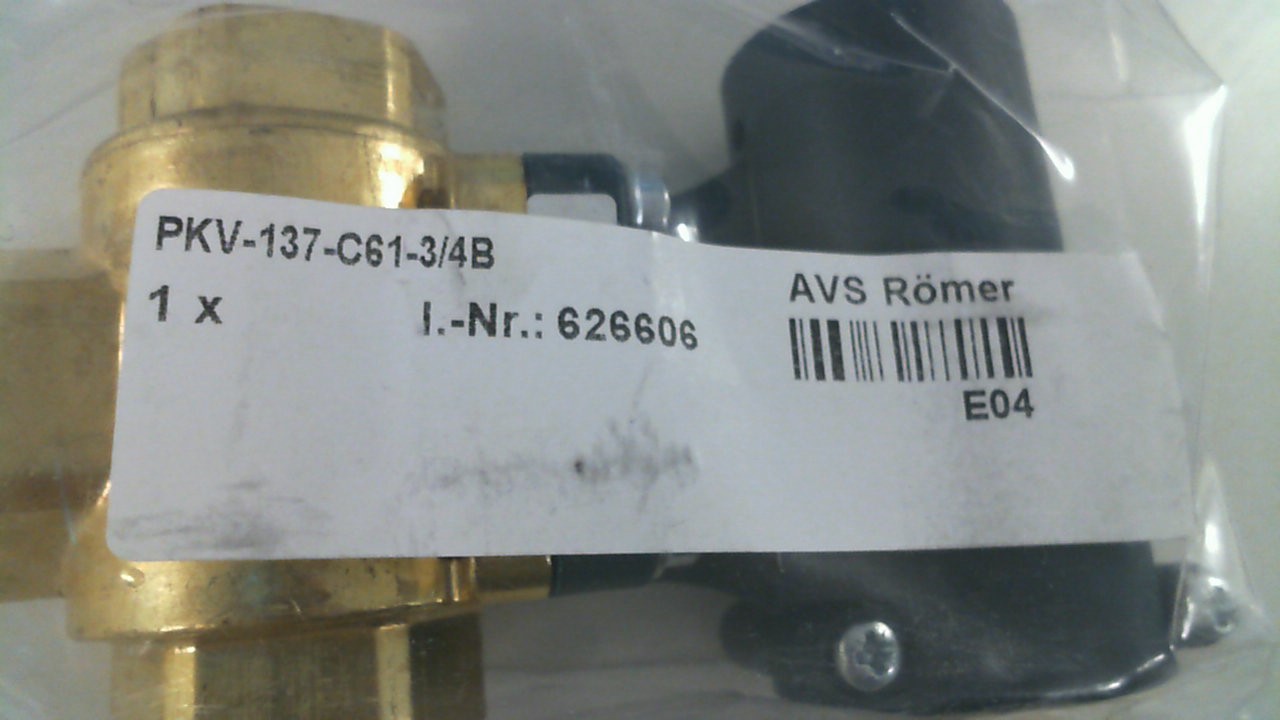 PKV-137-C61-3/4B
1 x I.-Nr.: 626606
AVS Römer
E04